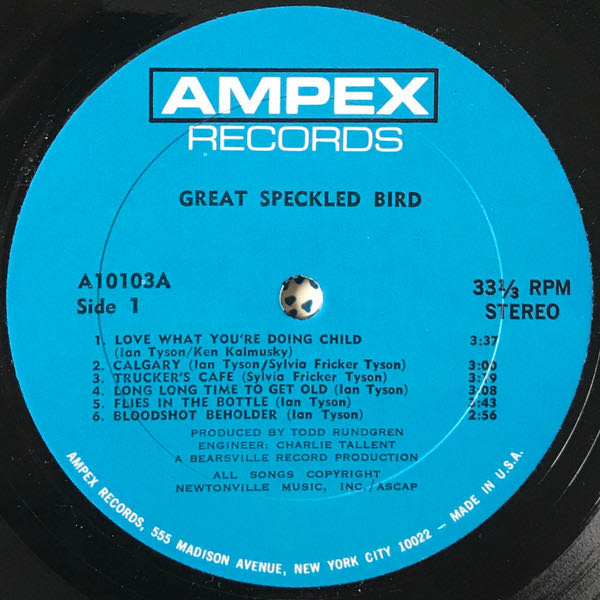 AMPEX
RECORDS
GREAT SPECKLED BIRD
A10103A
Side 1
33⅓ RPM
STEREO
1. LOVE WHAT YOU'RE DOING CHILD 3:37
(Ian Tyson/Ken Kalmusky)
2. CALGARY (Ian Tyson/Sylvia Fricker Tyson) 3:00
3. TRUCKER'S CAFE (Sylvia Fricker Tyson)
4. LONG LONG TIME TO GET OLD (Ian Tyson) 3:08
5. FLIES IN THE BOTTLE (Ian Tyson)
6. BLOODSHOT BEHOLDER (Ian Tyson) 2:56
PRODUCED BY TODD RUNDGREN
ENGINEER: CHARLIE TALLENT
A BEARSVILLE RECORD PRODUCTION
ALL SONGS COPYRIGHT
NEWTONVILLE MUSIC, INC./ASCAP
AMPEX RECORDS, 555 MADISON AVENUE, NEW YORK CITY 10022 — MADE IN U.S.A.